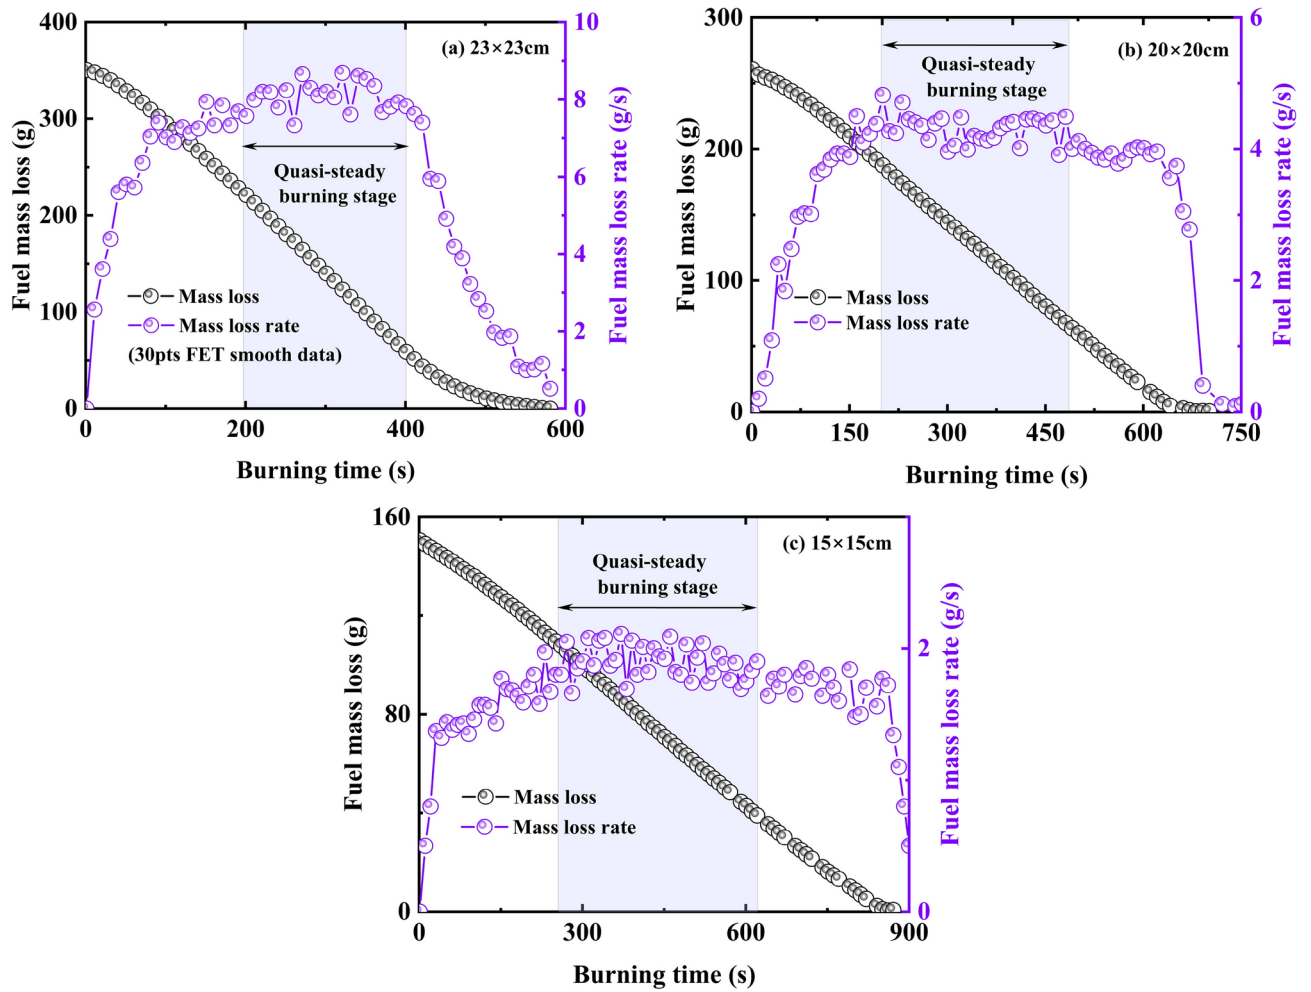 (a) 23×23cm
Fuel mass loss (g)
400
300
200
100
0
Quasi-steady
burning stage
Mass loss
Mass loss rate
(30pts FET smooth data)
10
8
6
4
2
0
Fuel mass loss rate (g/s)
0
200
400
600
Burning time (s)
(b) 20×20cm
Fuel mass loss (g)
300
200
100
0
Quasi-steady
burning stage
Mass loss
Mass loss rate
6
4
2
0
Fuel mass loss rate (g/s)
0
150
300
450
600
750
Burning time (s)
(c) 15×15cm
Fuel mass loss (g)
160
80
0
Quasi-steady
burning stage
Mass loss
Mass loss rate
2
0
Fuel mass loss rate (g/s)
0
300
600
900
Burning time (s)